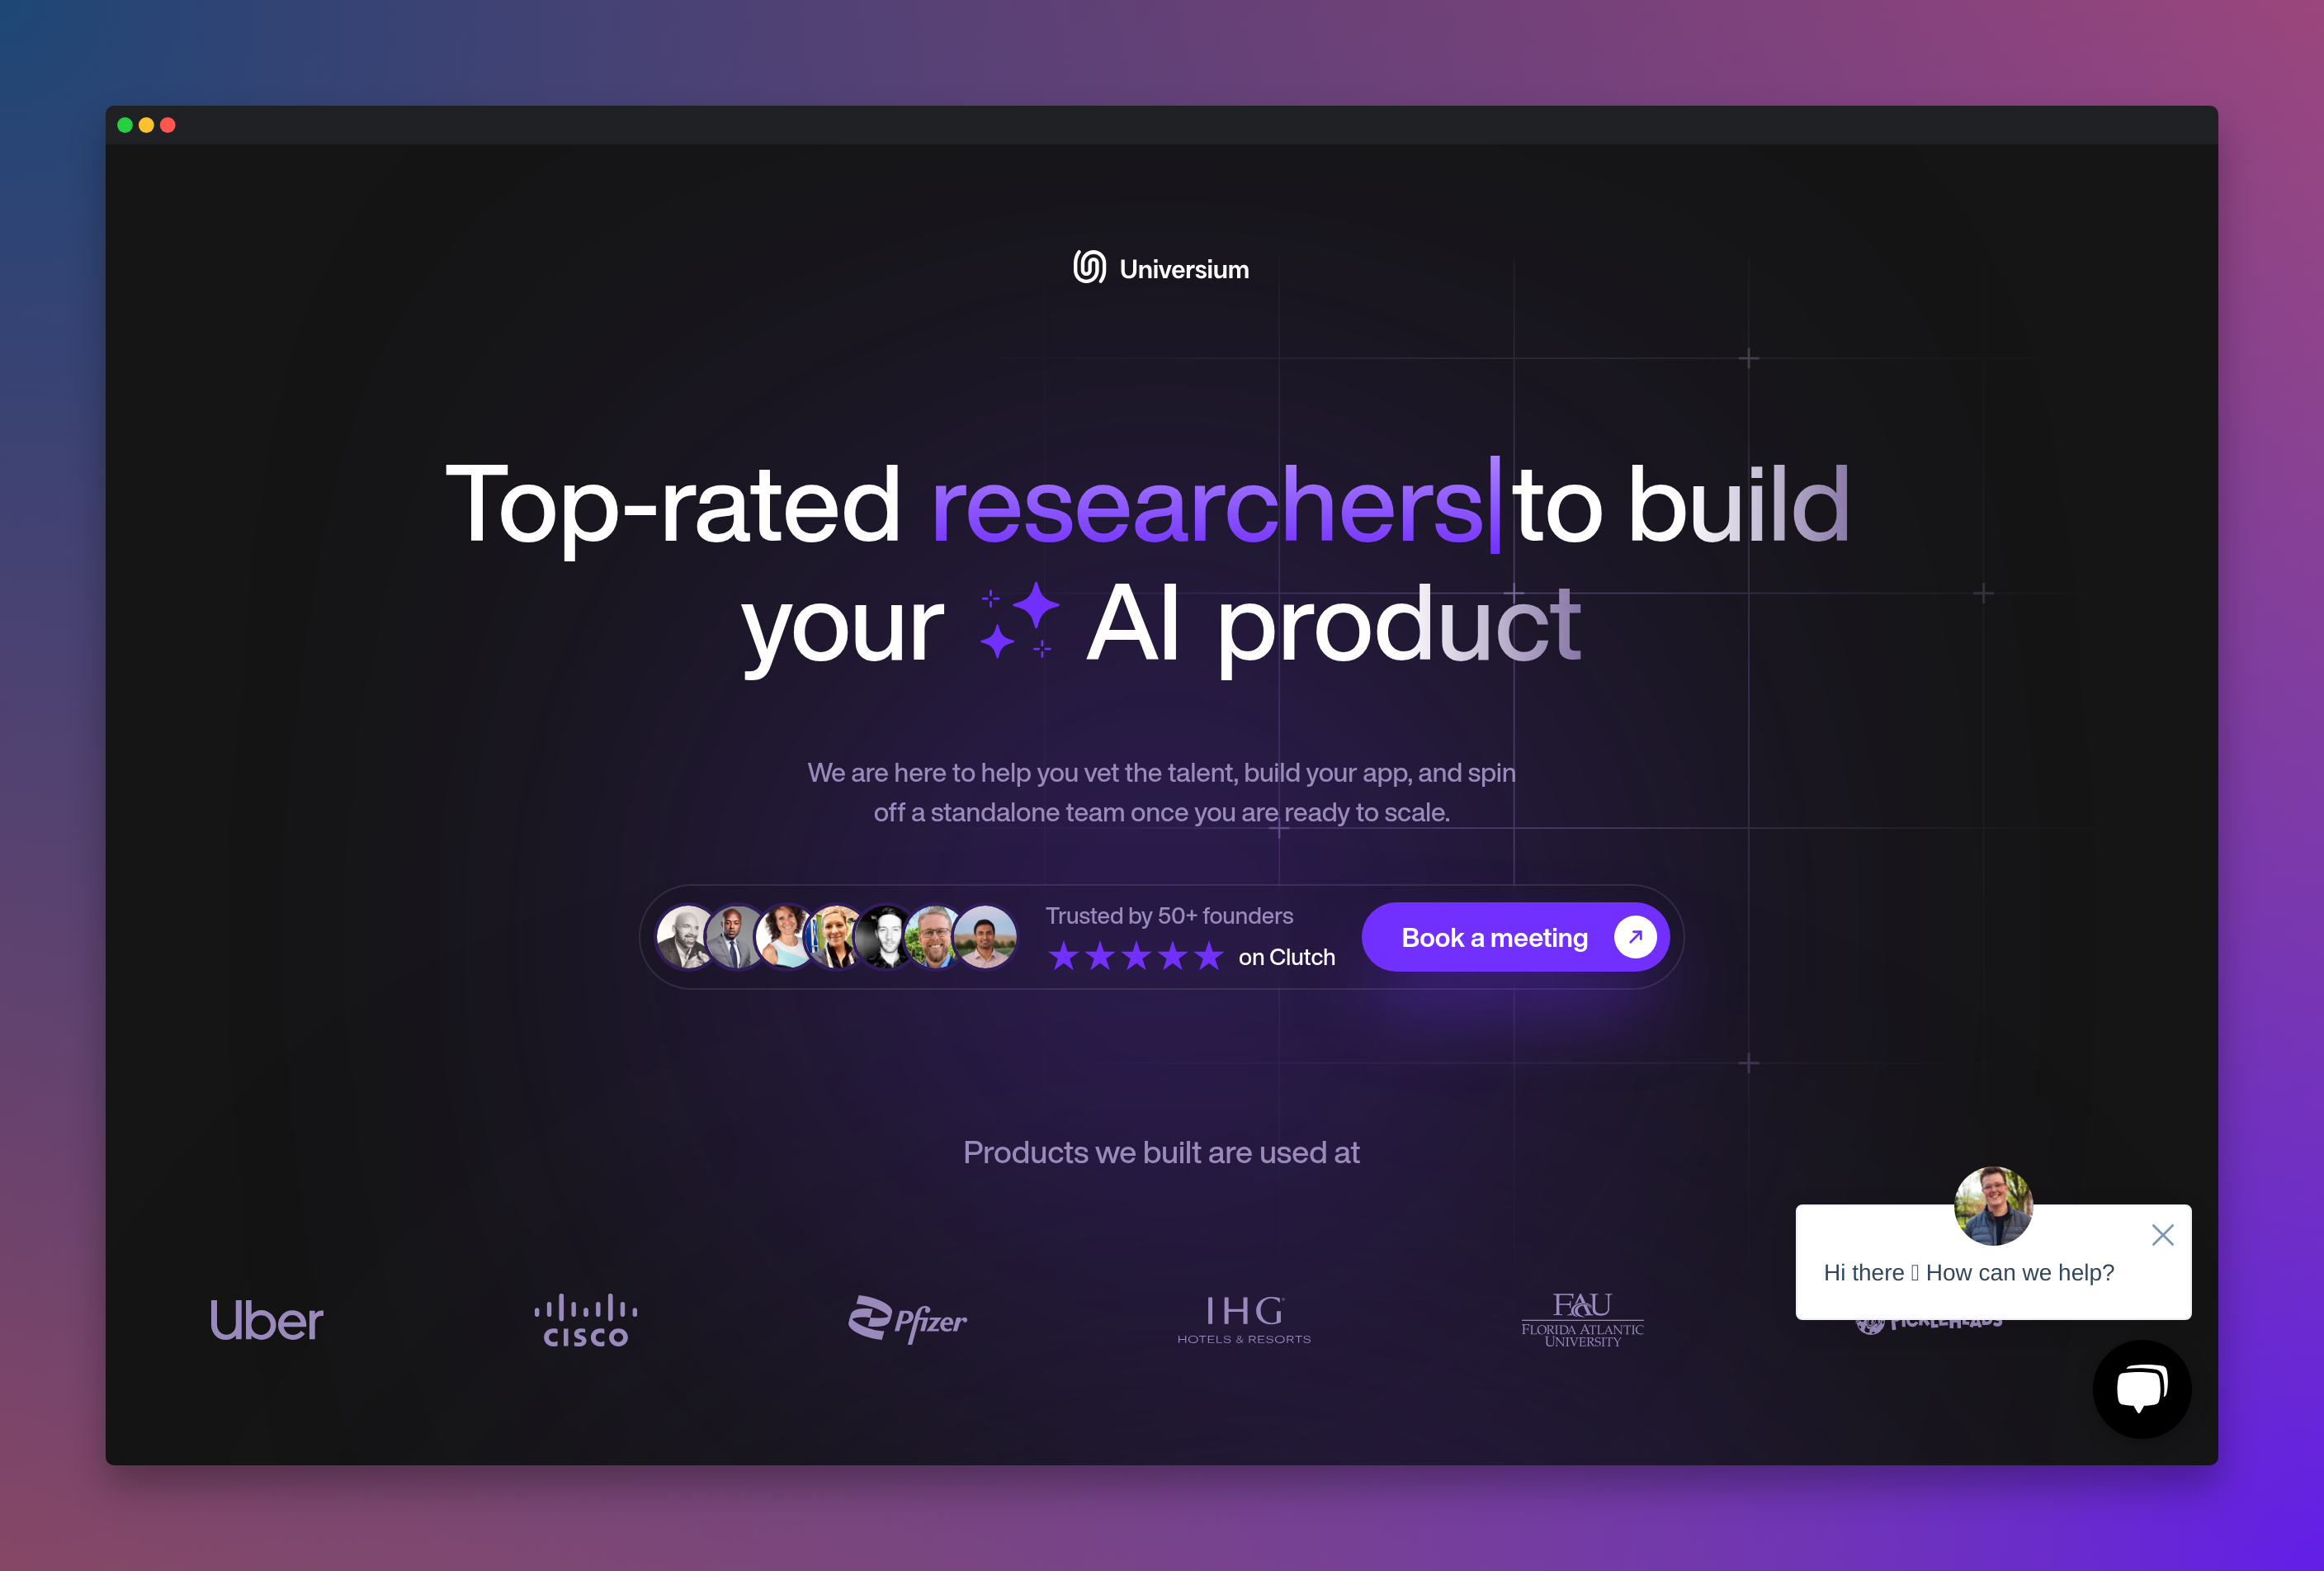 Universium
Top-rated researchers to build
your AI product
We are here to help you vet the talent, build your app, and spin
off a standalone team once you are ready to scale.
Trusted by 50+ founders
on Clutch
Book a meeting
Products we built are used at
Hi there ▯ How can we help?
Uber
CISCO
Pfizer
IHG
HOTELS & RESORTS
FAU
FLORIDA ATLANTIC
UNIVERSITY
PICKLEHEADS